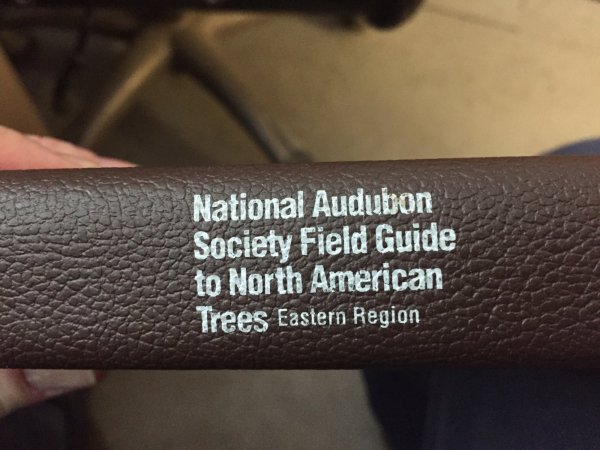 National Audubon
Society Field Guide
to North American
Trees Eastern Region